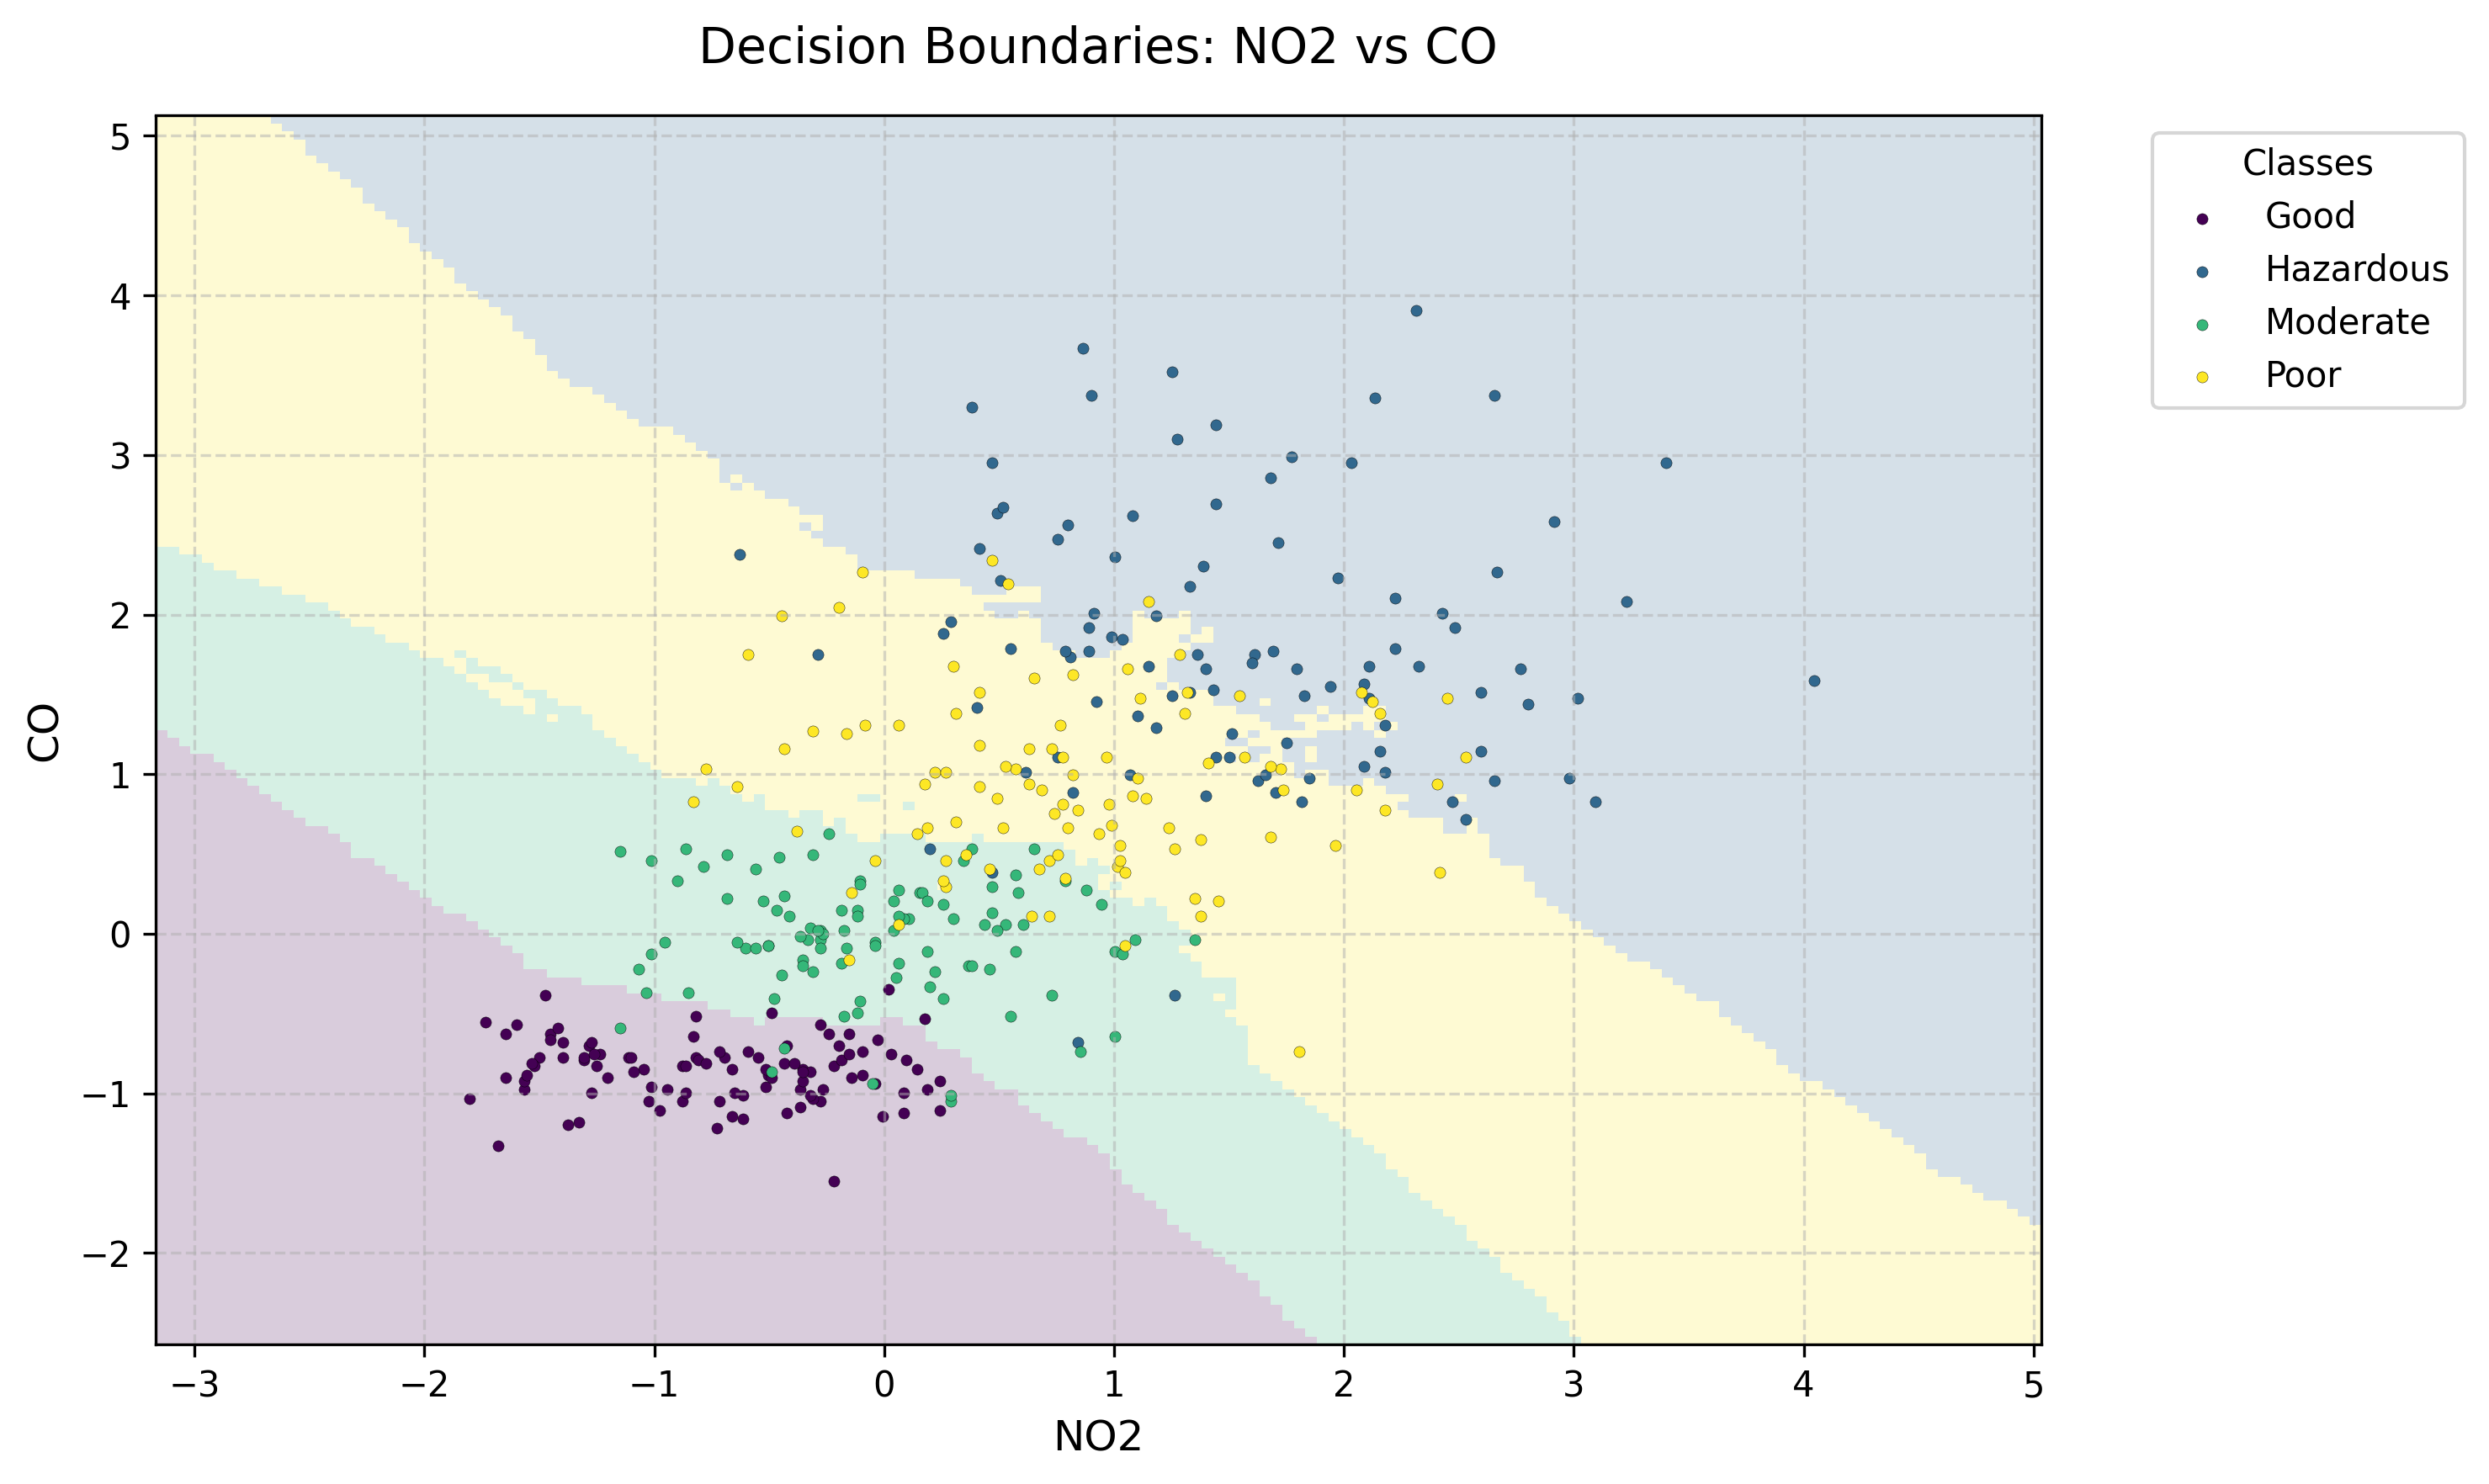 Decision Boundaries: NO2 vs CO
Classes
Good
Hazardous
Moderate
Poor
5
4
3
2
1
0
−1
−2
CO
−3 −2 −1 0 1 2 3 4 5
NO2